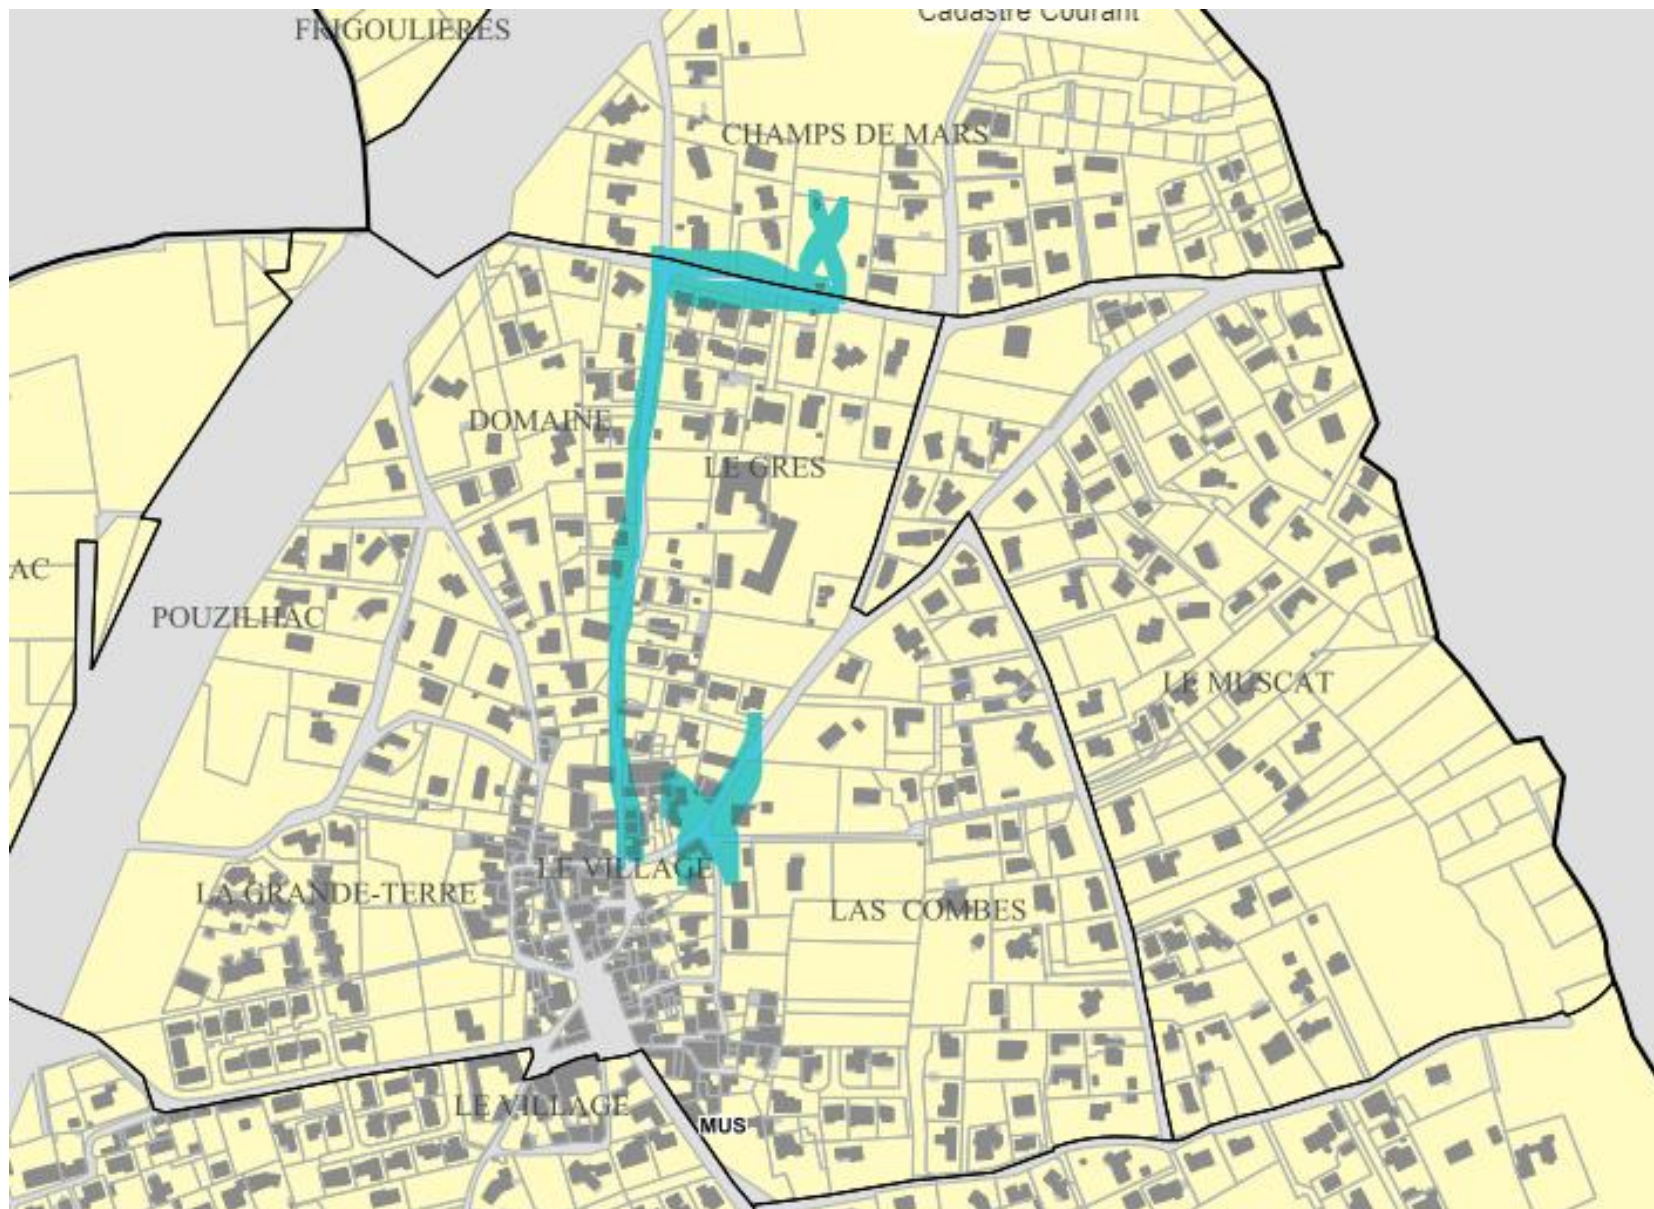 Cadastre Courant
FRIGOULIERES
CHAMPS DE MARS
DOMAINE
LE GRES
AC
POUZILHAC
LE MUSCAT
LE VILLAGE
LA GRANDE-TERRE
LAS COMBES
LE VILLAGE
MUS